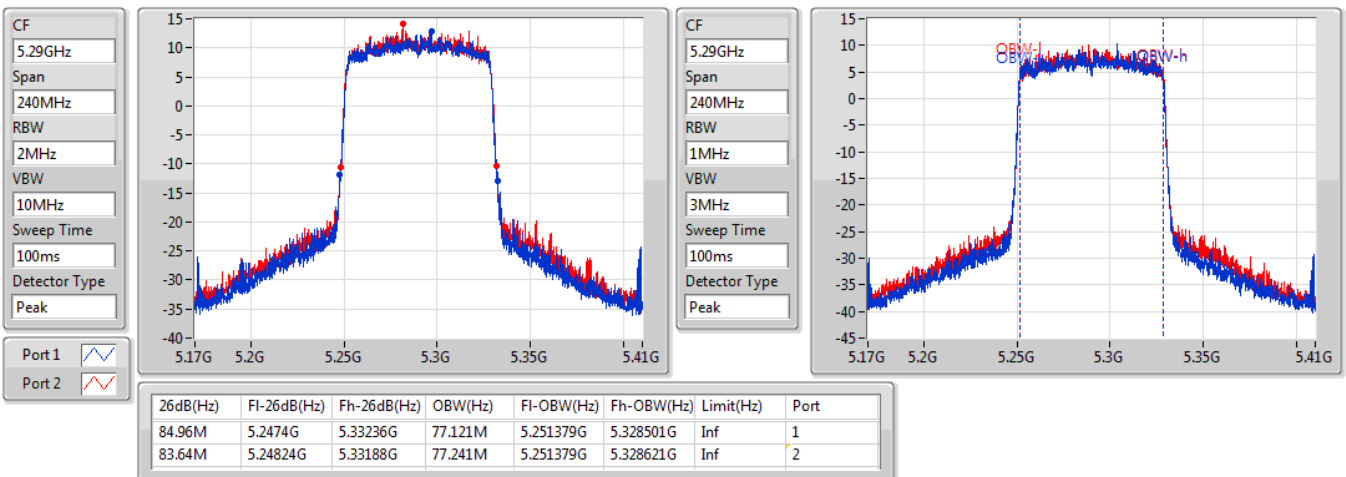 CF
5.29GHz
Span
240MHz
RBW
2MHz
VBW
10MHz
Sweep Time
100ms
Detector Type
Peak
Port 1
Port 2
15
10
5
0
-5
-10
-15
-20
-25
-30
-35
-40
5.17G 5.2G 5.25G 5.3G 5.35G 5.41G
CF
5.29GHz
Span
240MHz
RBW
1MHz
VBW
3MHz
Sweep Time
100ms
Detector Type
Peak
15
10
5
0
-5
-10
-15
-20
-25
-30
-35
-40
-45
OBW-l
OBW-h
5.17G 5.2G 5.25G 5.3G 5.35G 5.41G
26dB(Hz) Fl-26dB(Hz) Fh-26dB(Hz) OBW(Hz) Fl-OBW(Hz) Fh-OBW(Hz) Limit(Hz) Port
84.96M 5.2474G 5.33236G 77.121M 5.251379G 5.328501G Inf 1
83.64M 5.24824G 5.33188G 77.241M 5.251379G 5.328621G Inf 2